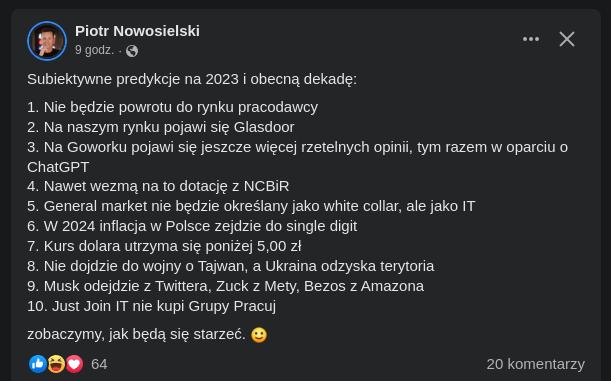 Piotr Nowosielski
9 godz. ·
Subiektywne predykcje na 2023 i obecną dekadę:
1. Nie będzie powrotu do rynku pracodawcy
2. Na naszym rynku pojawi się Glasdoor
3. Na Goworku pojawi się jeszcze więcej rzetelnych opinii, tym razem w oparciu o
ChatGPT
4. Nawet wezmą na to dotację z NCBiR
5. General market nie będzie określany jako white collar, ale jako IT
6. W 2024 inflacja w Polsce zejdzie do single digit
7. Kurs dolara utrzyma się poniżej 5,00 zł
8. Nie dojdzie do wojny o Tajwan, a Ukraina odzyska terytoria
9. Musk odejdzie z Twittera, Zuck z Mety, Bezos z Amazona
10. Just Join IT nie kupi Grupy Pracuj
zobaczymy, jak będą się starzeć. 🙂
64
20 komentarzy